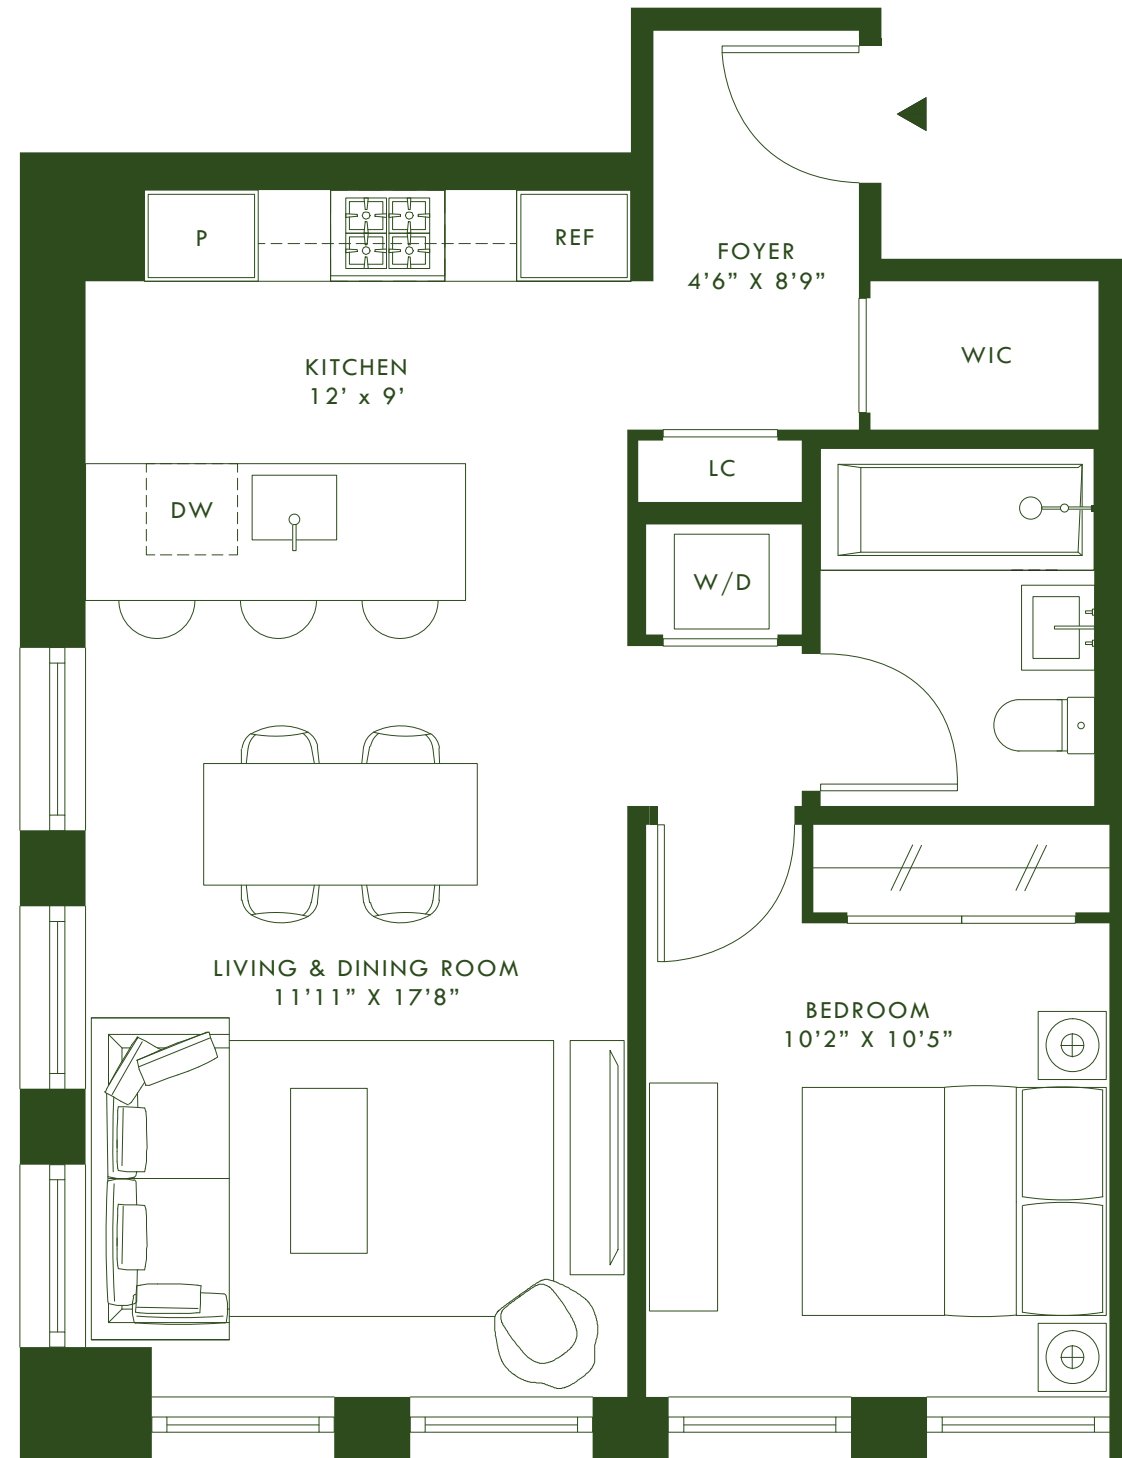 P
REF
FOYER
4’6” X 8’9”
WIC
KITCHEN
12’ x 9’
LC
DW
W/D
LIVING & DINING ROOM
11’11” X 17’8”
BEDROOM
10’2” X 10’5”